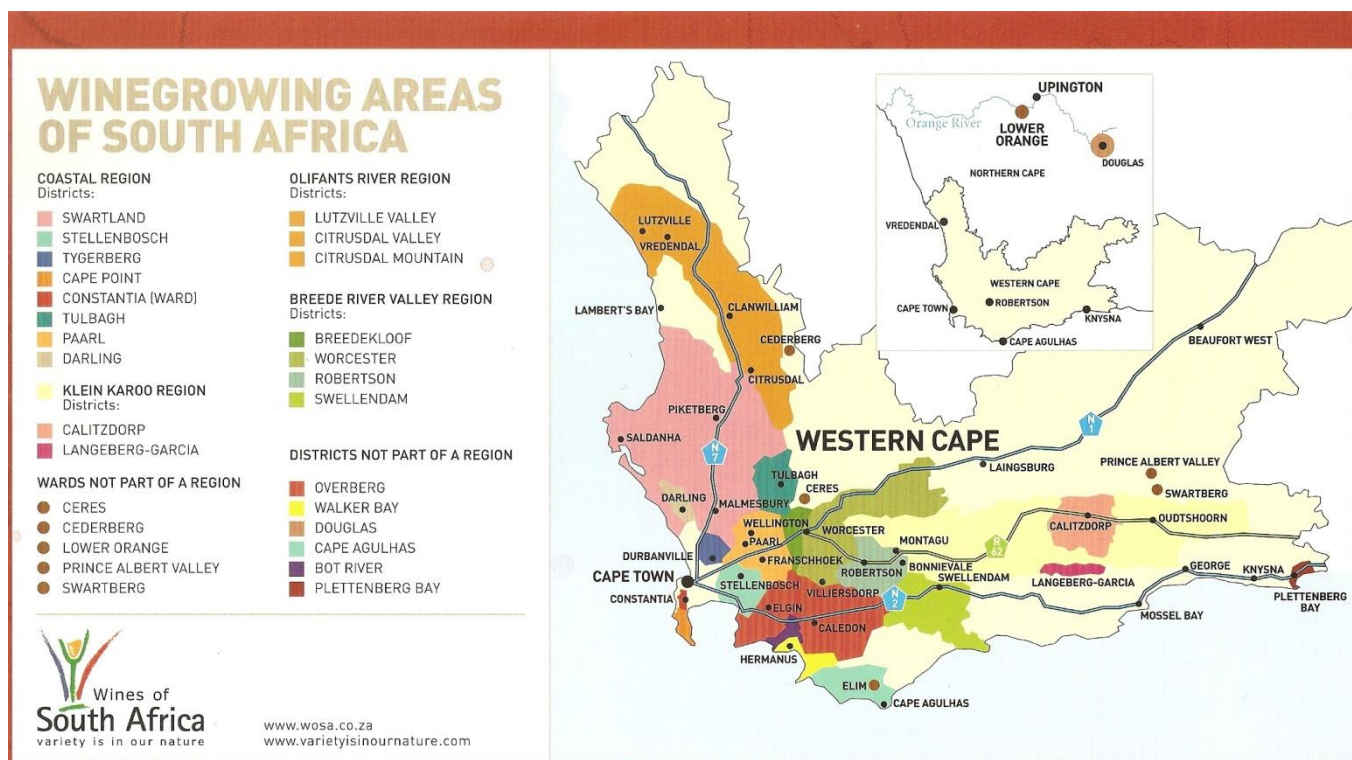 WINEGROWING AREAS
OF SOUTH AFRICA
COASTAL REGION
Districts:
SWARTLAND
STELLENBOSCH
TYGERBERG
CAPE POINT
CONSTANTIA (WARD)
TULBAGH
PAARL
DARLING
KLEIN KAROO REGION
Districts:
CALITZDORP
LANGEBERG-GARCIA
WARDS NOT PART OF A REGION
CERES
CEDERBERG
LOWER ORANGE
PRINCE ALBERT VALLEY
SWARTBERG
OLIFANTS RIVER REGION
Districts:
LUTZVILLE VALLEY
CITRUSDAL VALLEY
CITRUSDAL MOUNTAIN
BREEDE RIVER VALLEY REGION
Districts:
BREEDEKLOOF
WORCESTER
ROBERTSON
SWELLENDAM
DISTRICTS NOT PART OF A REGION
OVERBERG
WALKER BAY
DOUGLAS
CAPE AGULHAS
BOT RIVER
PLETTENBERG BAY
Wines of
South Africa
variety is in our nature
www.wosa.co.za
www.varietyisinournature.com
UPINGTON
Orange River
LOWER
ORANGE
DOUGLAS
NORTHERN CAPE
VREDENDAL
WESTERN CAPE
ROBERTSON
CAPE TOWN
KNYSNA
CAPE AGULHAS
LUTZVILLE
VREDENDAL
LAMBERT'S BAY
CLANWILLIAM
CEDERBERG
CITRUSDAL
BEAUFORT WEST
PIKETBERG
SALDANHA
N
7
WESTERN CAPE
N
1
LAINGSBURG
PRINCE ALBERT VALLEY
SWARTBERG
TULBAGH
CERES
DARLING
MALMESBURY
WELLINGTON
PAARL
WORCESTER
CALITZDORP
OUDTSHOORN
DURBANVILLE
FRANSCHHOEK
MONTAGU
R
62
CAPE TOWN
STELLENBOSCH
ROBERTSON
BONNIEVALE
SWELLENDAM
VILLIERSDORP
LANGEBERG-GARCIA
GEORGE
KNYSNA
PLETTENBERG
BAY
CONSTANTIA
ELGIN
N
2
CALEDON
MOSSEL BAY
HERMANUS
ELIM
CAPE AGULHAS